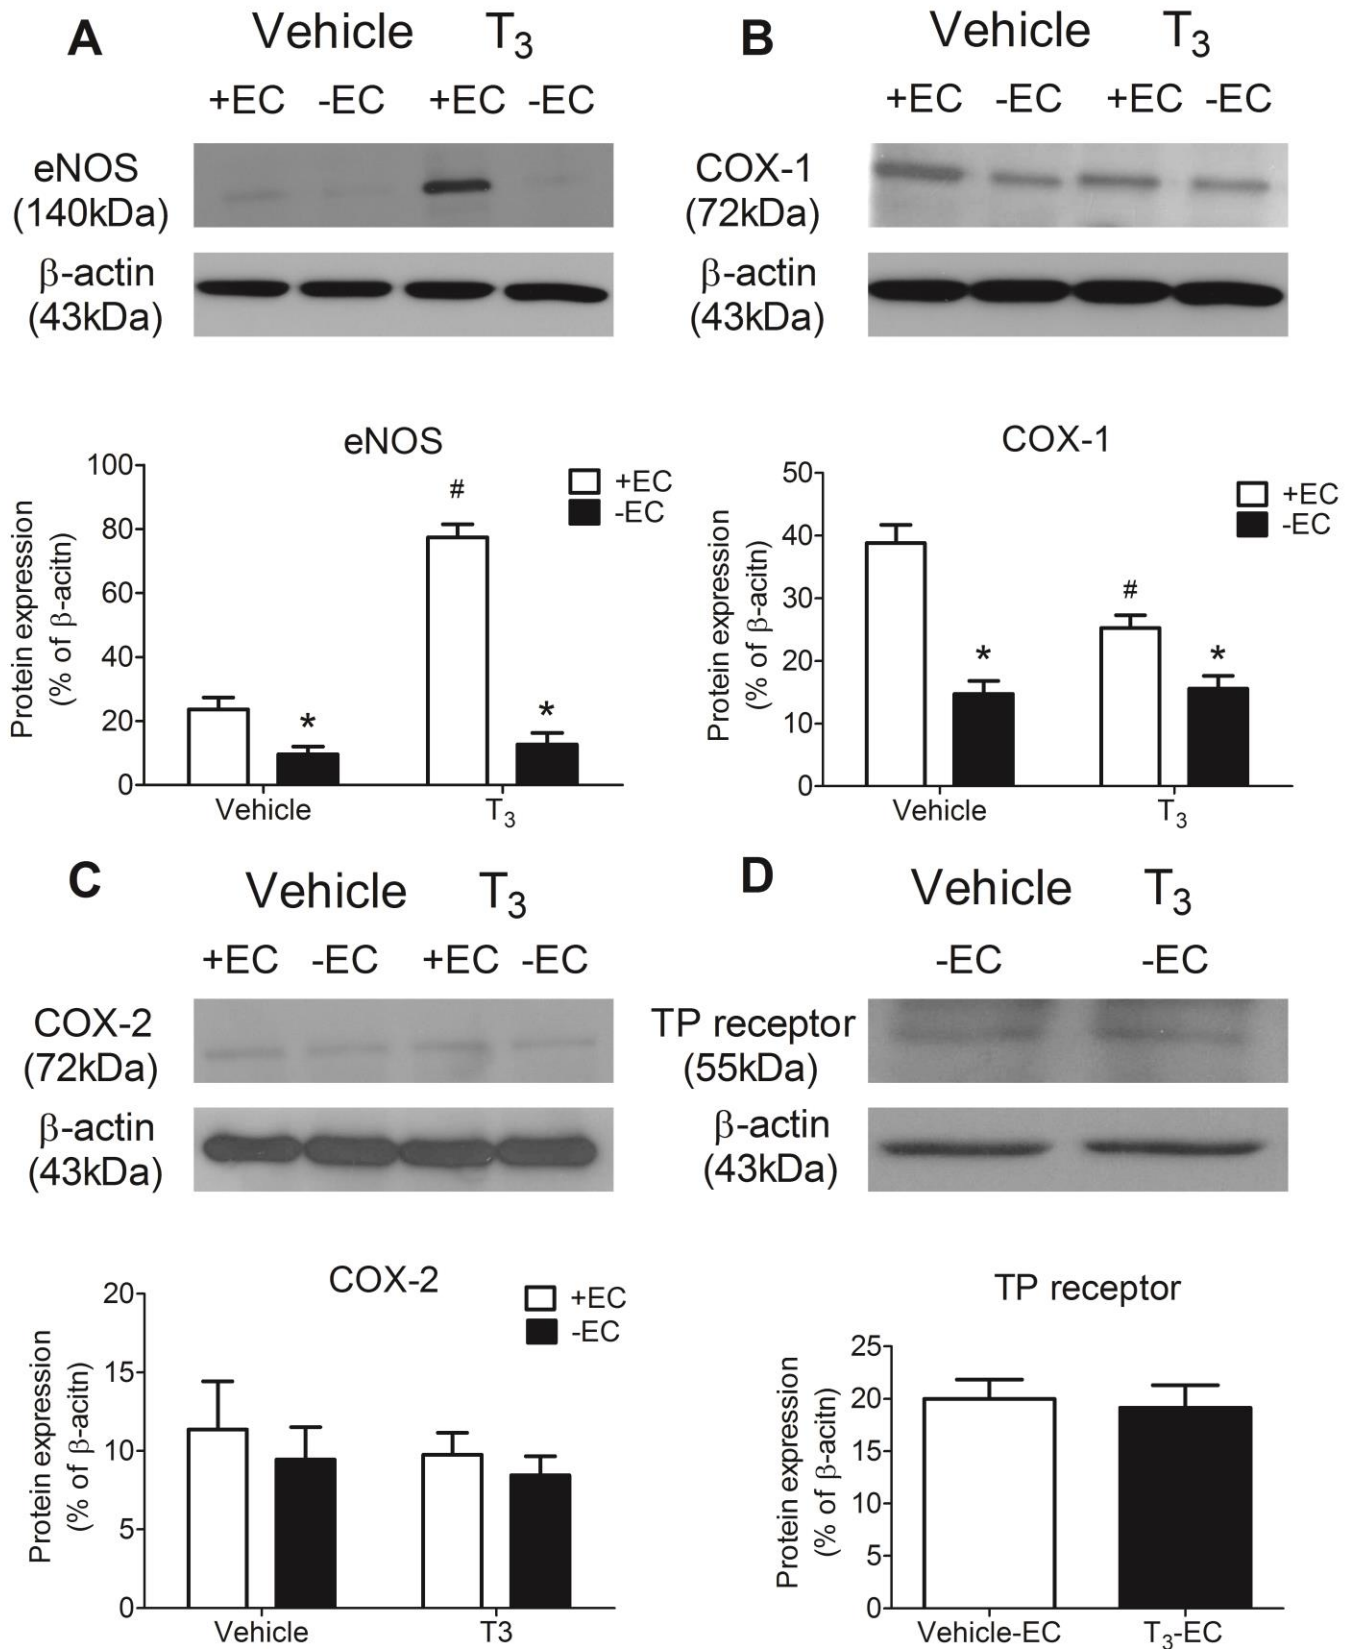 A
Vehicle T3
+EC -EC +EC -EC
eNOS
(140kDa)
β-actin
(43kDa)
eNOS
+EC
-EC
Protein expression
(% of β-acitn)
100
80
60
40
20
0
#
*
*
Vehicle T3
B
Vehicle T3
+EC -EC +EC -EC
COX-1
(72kDa)
β-actin
(43kDa)
COX-1
+EC
-EC
Protein expression
(% of β-acitn)
50
40
30
20
10
0
*
#
*
Vehicle T3
C
Vehicle T3
+EC -EC +EC -EC
COX-2
(72kDa)
β-actin
(43kDa)
COX-2
+EC
-EC
Protein expression
(% of β-acitn)
20
15
10
5
0
Vehicle T3
D
Vehicle T3
-EC -EC
TP receptor
(55kDa)
β-actin
(43kDa)
TP receptor
Protein expression
(% of β-acitn)
25
20
15
10
5
0
Vehicle-EC T3-EC